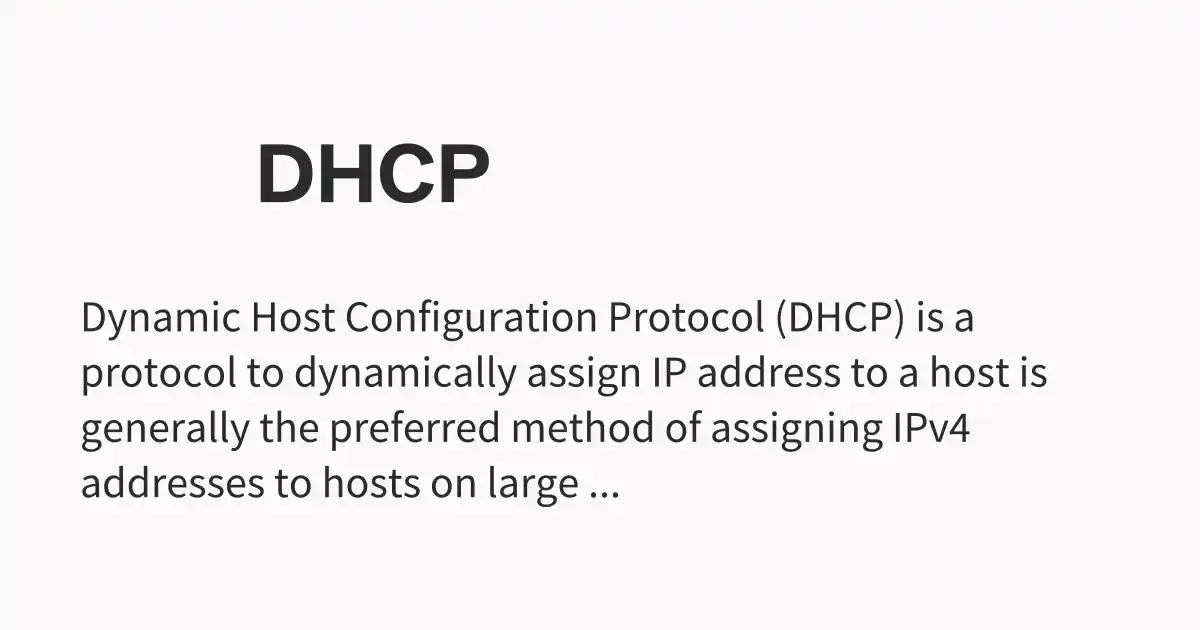 DHCP
Dynamic Host Configuration Protocol (DHCP) is a
protocol to dynamically assign IP address to a host is
generally the preferred method of assigning IPv4
addresses to hosts on large ...